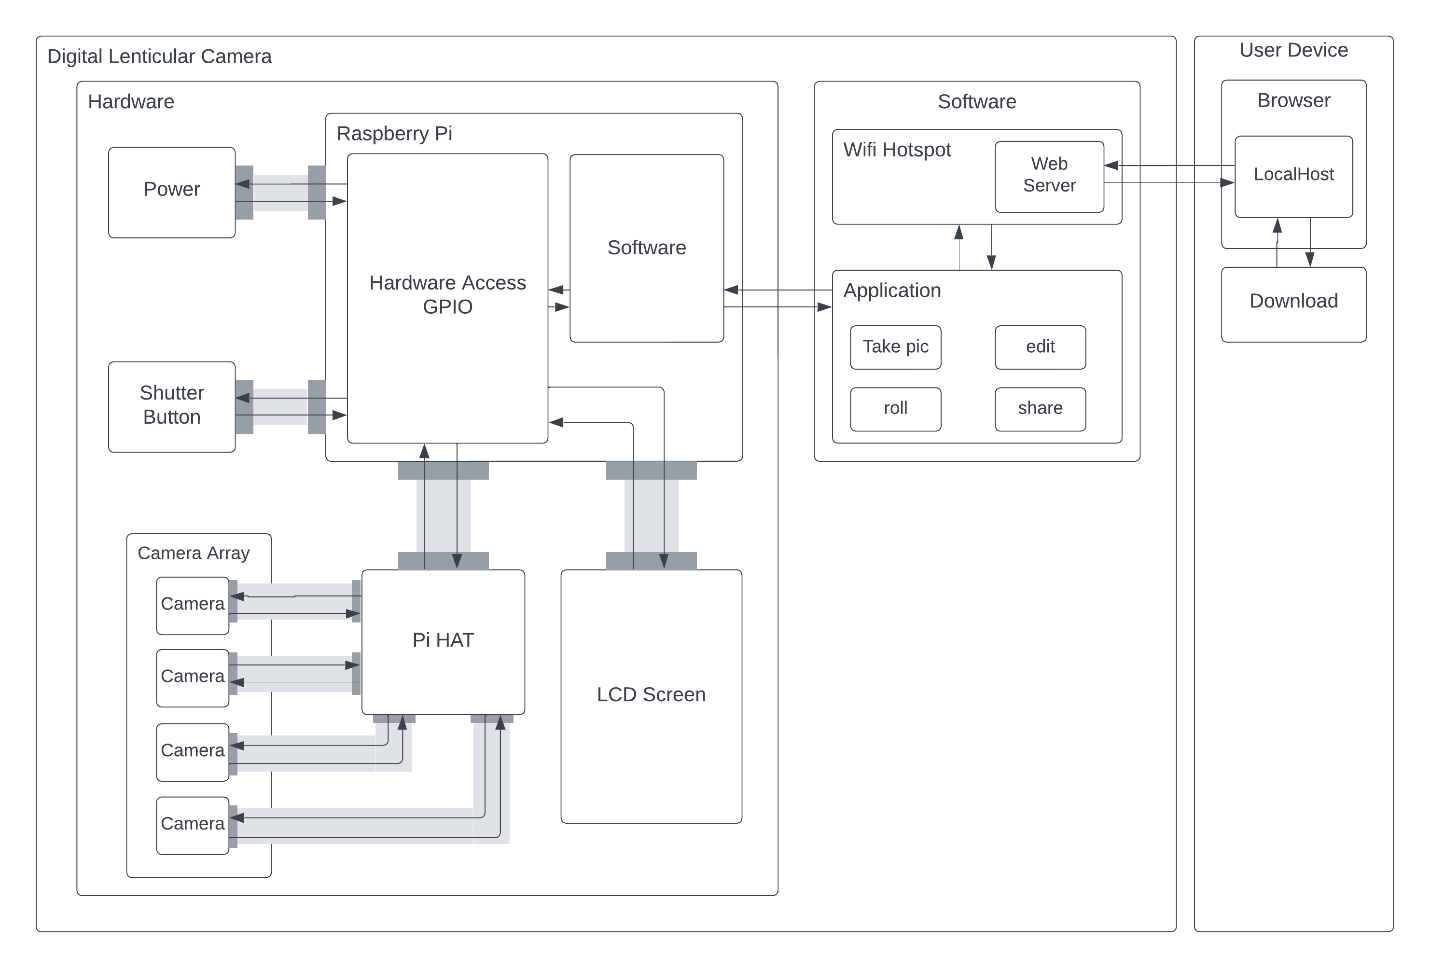 Digital Lenticular Camera
Hardware
Raspberry Pi
Power
Hardware Access
GPIO
Software
Shutter
Button
Camera Array
Camera
Camera
Camera
Camera
Pi HAT
LCD Screen
Software
Wifi Hotspot
Web
Server
Application
Take pic
edit
roll
share
User Device
Browser
LocalHost
Download